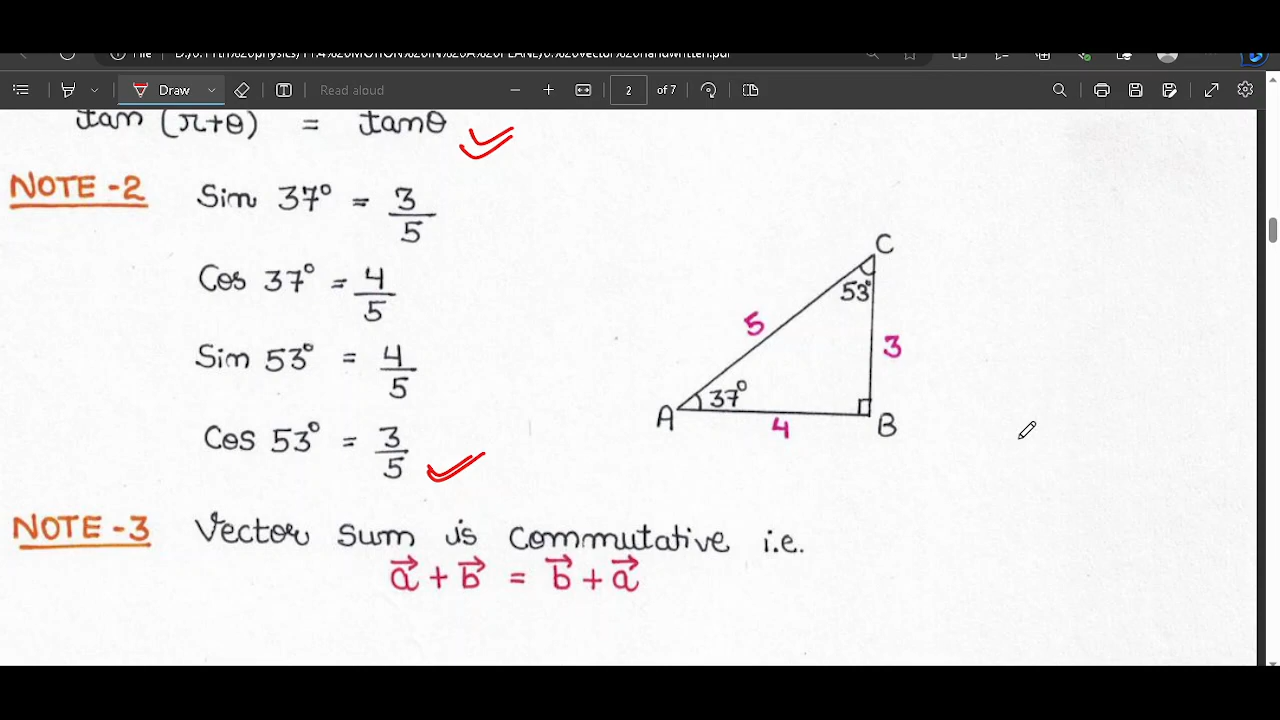 Draw
Read aloud
2 of 7
tan (π+θ) = tanθ
NOTE-2 Sin 37° = 3/5
Cos 37° = 4/5
Sin 53° = 4/5
Cos 53° = 3/5
C
53°
5
3
37°
A
4
B
NOTE-3 Vector sum is commutative i.e.
a⃗ + b⃗ = b⃗ + a⃗